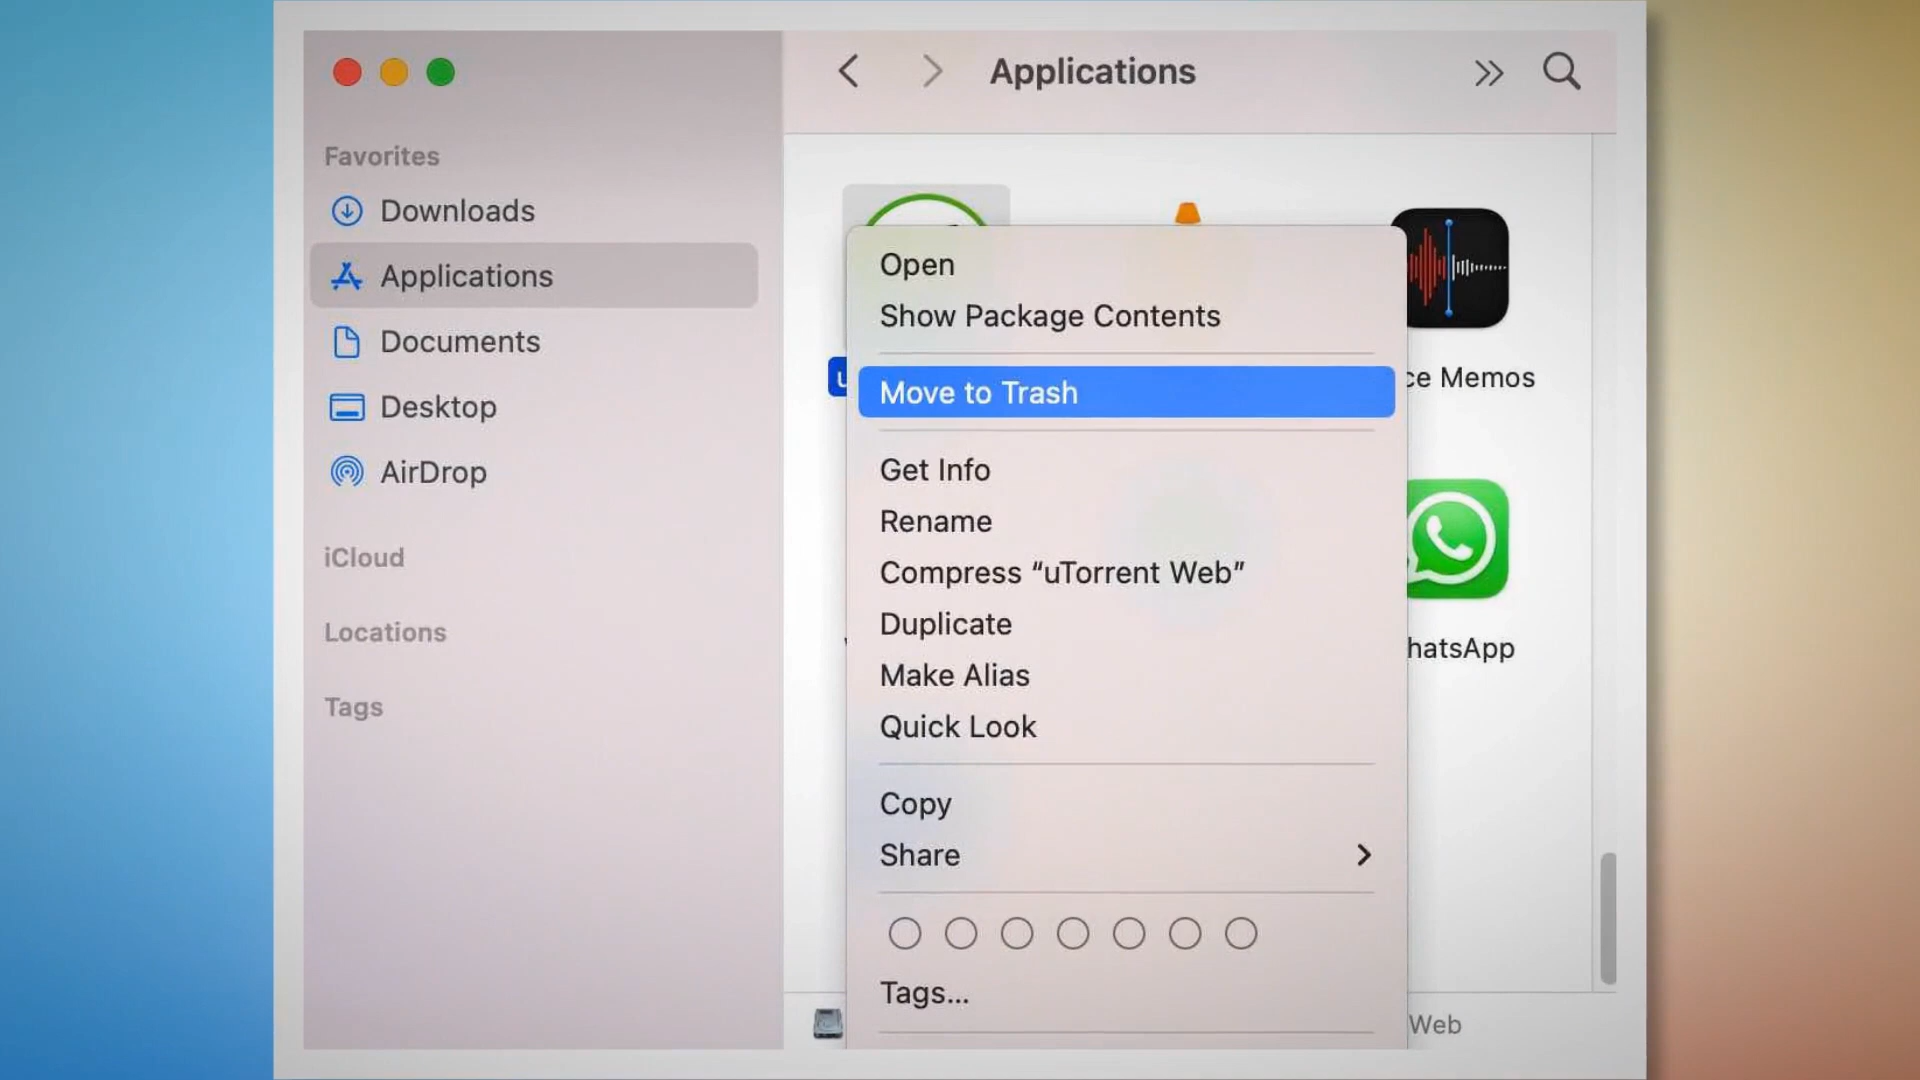 Applications
Favorites
Downloads
Applications
Documents
Desktop
AirDrop
iCloud
Locations
Tags
Open
Show Package Contents
Move to Trash
Get Info
Rename
Compress “uTorrent Web”
Duplicate
Make Alias
Quick Look
Copy
Share
Tags...
u
ce Memos
hatsApp
Web